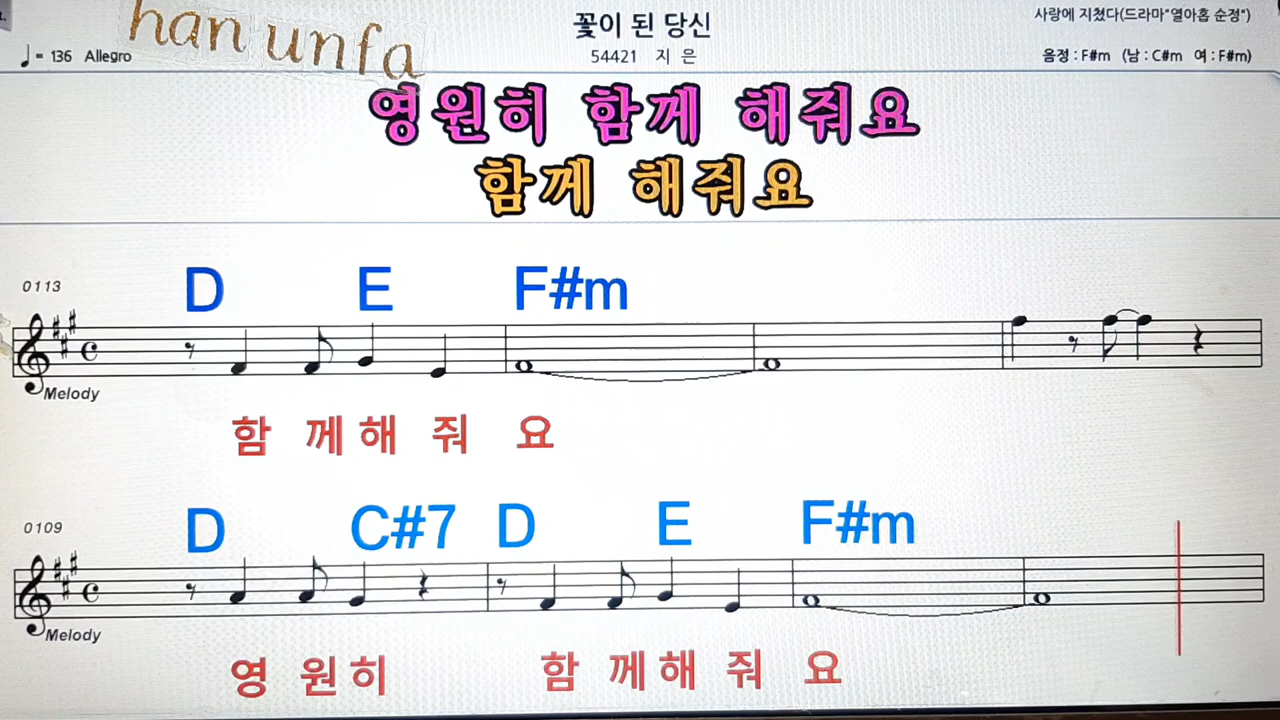 han unfa
꽃이 된 당신
사랑에 지쳤다(드라마"열아홉 순정")
♩= 136 Allegro
54421 지 은
음정 : F#m (남 : C#m 여 : F#m)
영원히 함께 해줘요
함께 해줘요
D E F#m
0113
Melody
함 께해 줘 요
D C#7 D E F#m
0109
Melody
영 원히 함 께해 줘 요